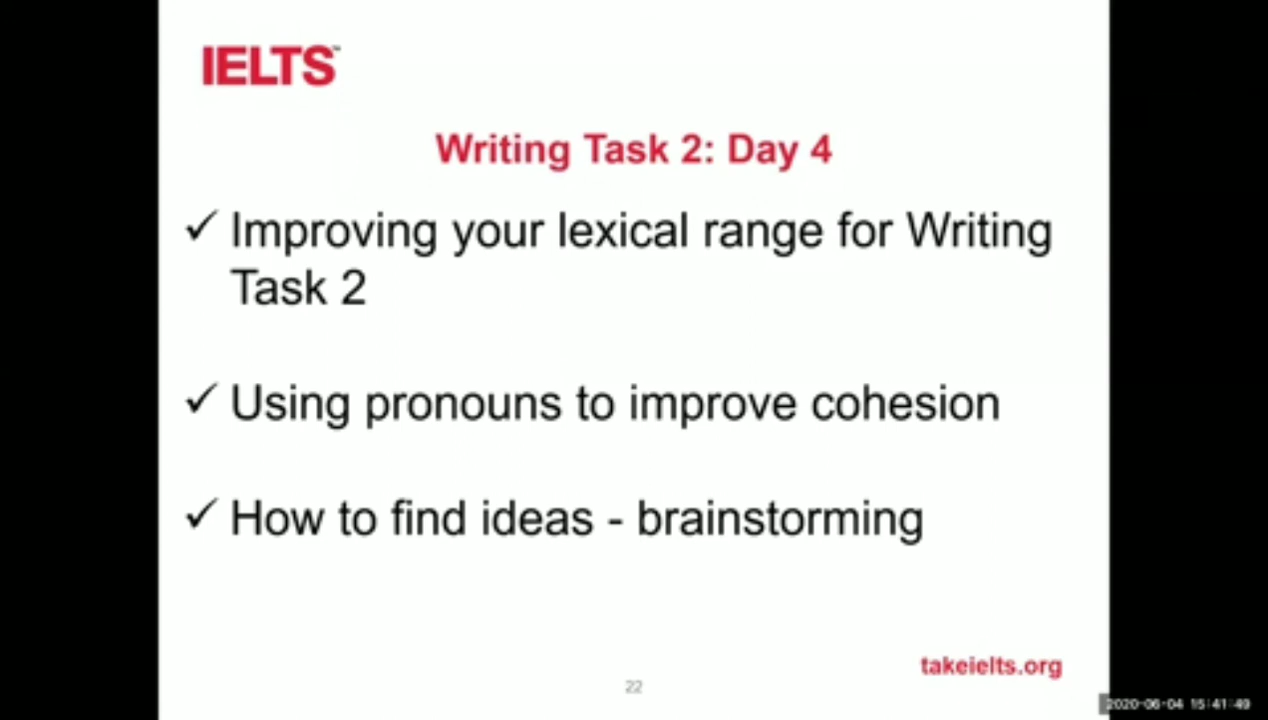 IELTS™
Writing Task 2: Day 4
✓ Improving your lexical range for Writing
Task 2
✓ Using pronouns to improve cohesion
✓ How to find ideas - brainstorming
takeielts.org
22
2020-06-04 15:41:49